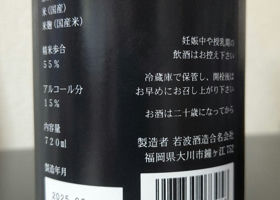 米(国産)
米麹(国産米)
精米歩合
55%
アルコール分
15%
内容量
720ml
製造年月
2025
妊娠中や授乳期の
飲酒はお控え下さい
冷蔵庫で保管し、開栓後は
お早めにお召し上がり下さい
お酒は二十歳になってから
製造者 若波酒造合名会社
福岡県大川市鐘ヶ江752